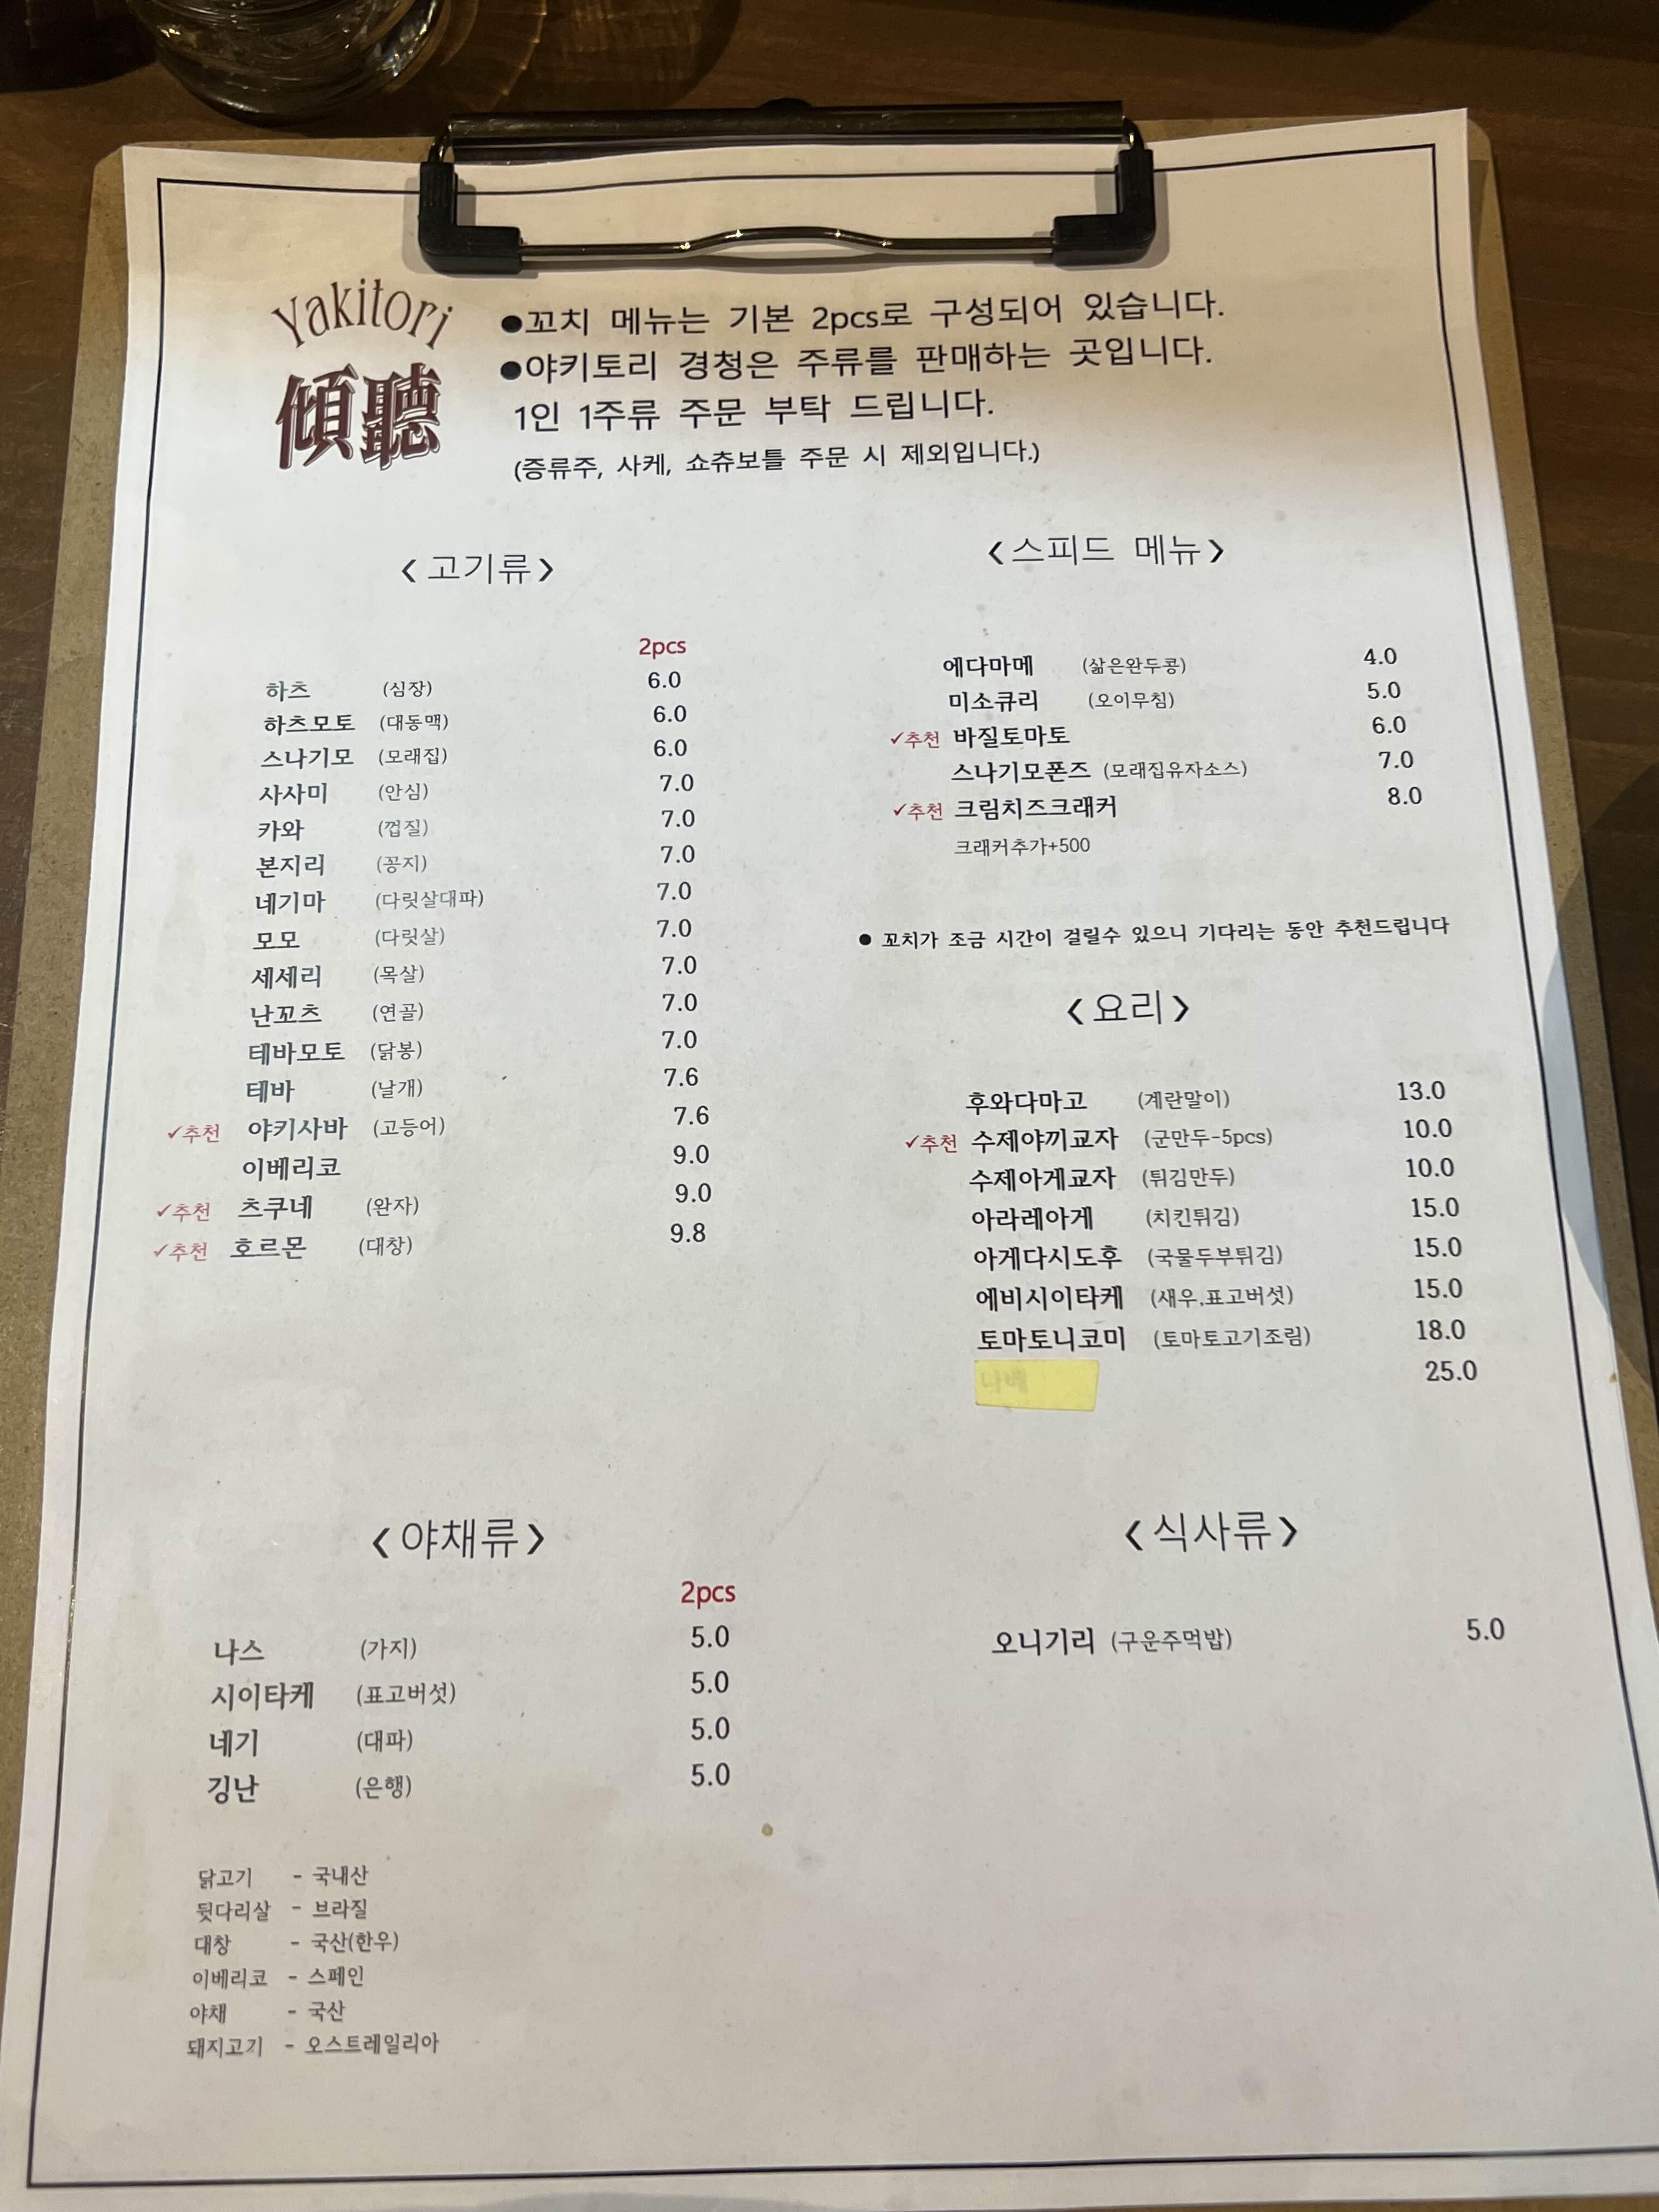 Yakitori
傾聽
●꼬치 메뉴는 기본 2pcs로 구성되어 있습니다.
●야키토리 경청은 주류를 판매하는 곳입니다.
1인 1주류 주문 부탁 드립니다.
(증류주, 사케, 쇼츄보틀 주문 시 제외입니다.)
<고기류>
2pcs
하츠 (심장) 6.0
하츠모토 (대동맥) 6.0
스나기모 (모래집) 6.0
사사미 (안심) 7.0
카와 (껍질) 7.0
본지리 (꽁지) 7.0
네기마 (다릿살대파) 7.0
모모 (다릿살) 7.0
세세리 (목살) 7.0
난꼬츠 (연골) 7.0
테바모토 (닭봉) 7.0
테바 (날개) 7.6
✓추천 야키사바 (고등어) 7.6
이베리코 9.0
✓추천 츠쿠네 (완자) 9.0
✓추천 호르몬 (대창) 9.8
<스피드 메뉴>
에다마메 (삶은완두콩) 4.0
미소큐리 (오이무침) 5.0
✓추천 바질토마토 6.0
스나기모폰즈 (모래집유자소스) 7.0
✓추천 크림치즈크래커 8.0
크래커추가+500
● 꼬치가 조금 시간이 걸릴수 있으니 기다리는 동안 추천드립니다
<요리>
후와다마고 (계란말이) 13.0
✓추천 수제야끼교자 (군만두-5pcs) 10.0
수제아게교자 (튀김만두) 10.0
아라레아게 (치킨튀김) 15.0
아게다시도후 (국물두부튀김) 15.0
에비시이타케 (새우,표고버섯) 15.0
토마토니코미 (토마토고기조림) 18.0
나베 25.0
<야채류>
2pcs
나스 (가지) 5.0
시이타케 (표고버섯) 5.0
네기 (대파) 5.0
깅난 (은행) 5.0
<식사류>
오니기리 (구운주먹밥) 5.0
닭고기 - 국내산
뒷다리살 - 브라질
대창 - 국산(한우)
이베리코 - 스페인
야채 - 국산
돼지고기 - 오스트레일리아